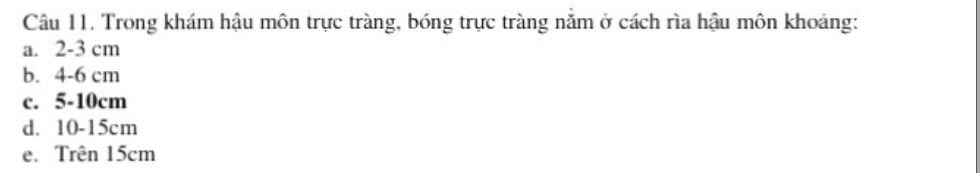 Câu 11. Trong khám hậu môn trực tràng, bóng trực tràng nằm ở cách rìa hậu môn khoảng:
a. 2-3 cm
b. 4-6 cm
c. 5-10cm
d. 10-15cm
e. Trên 15cm